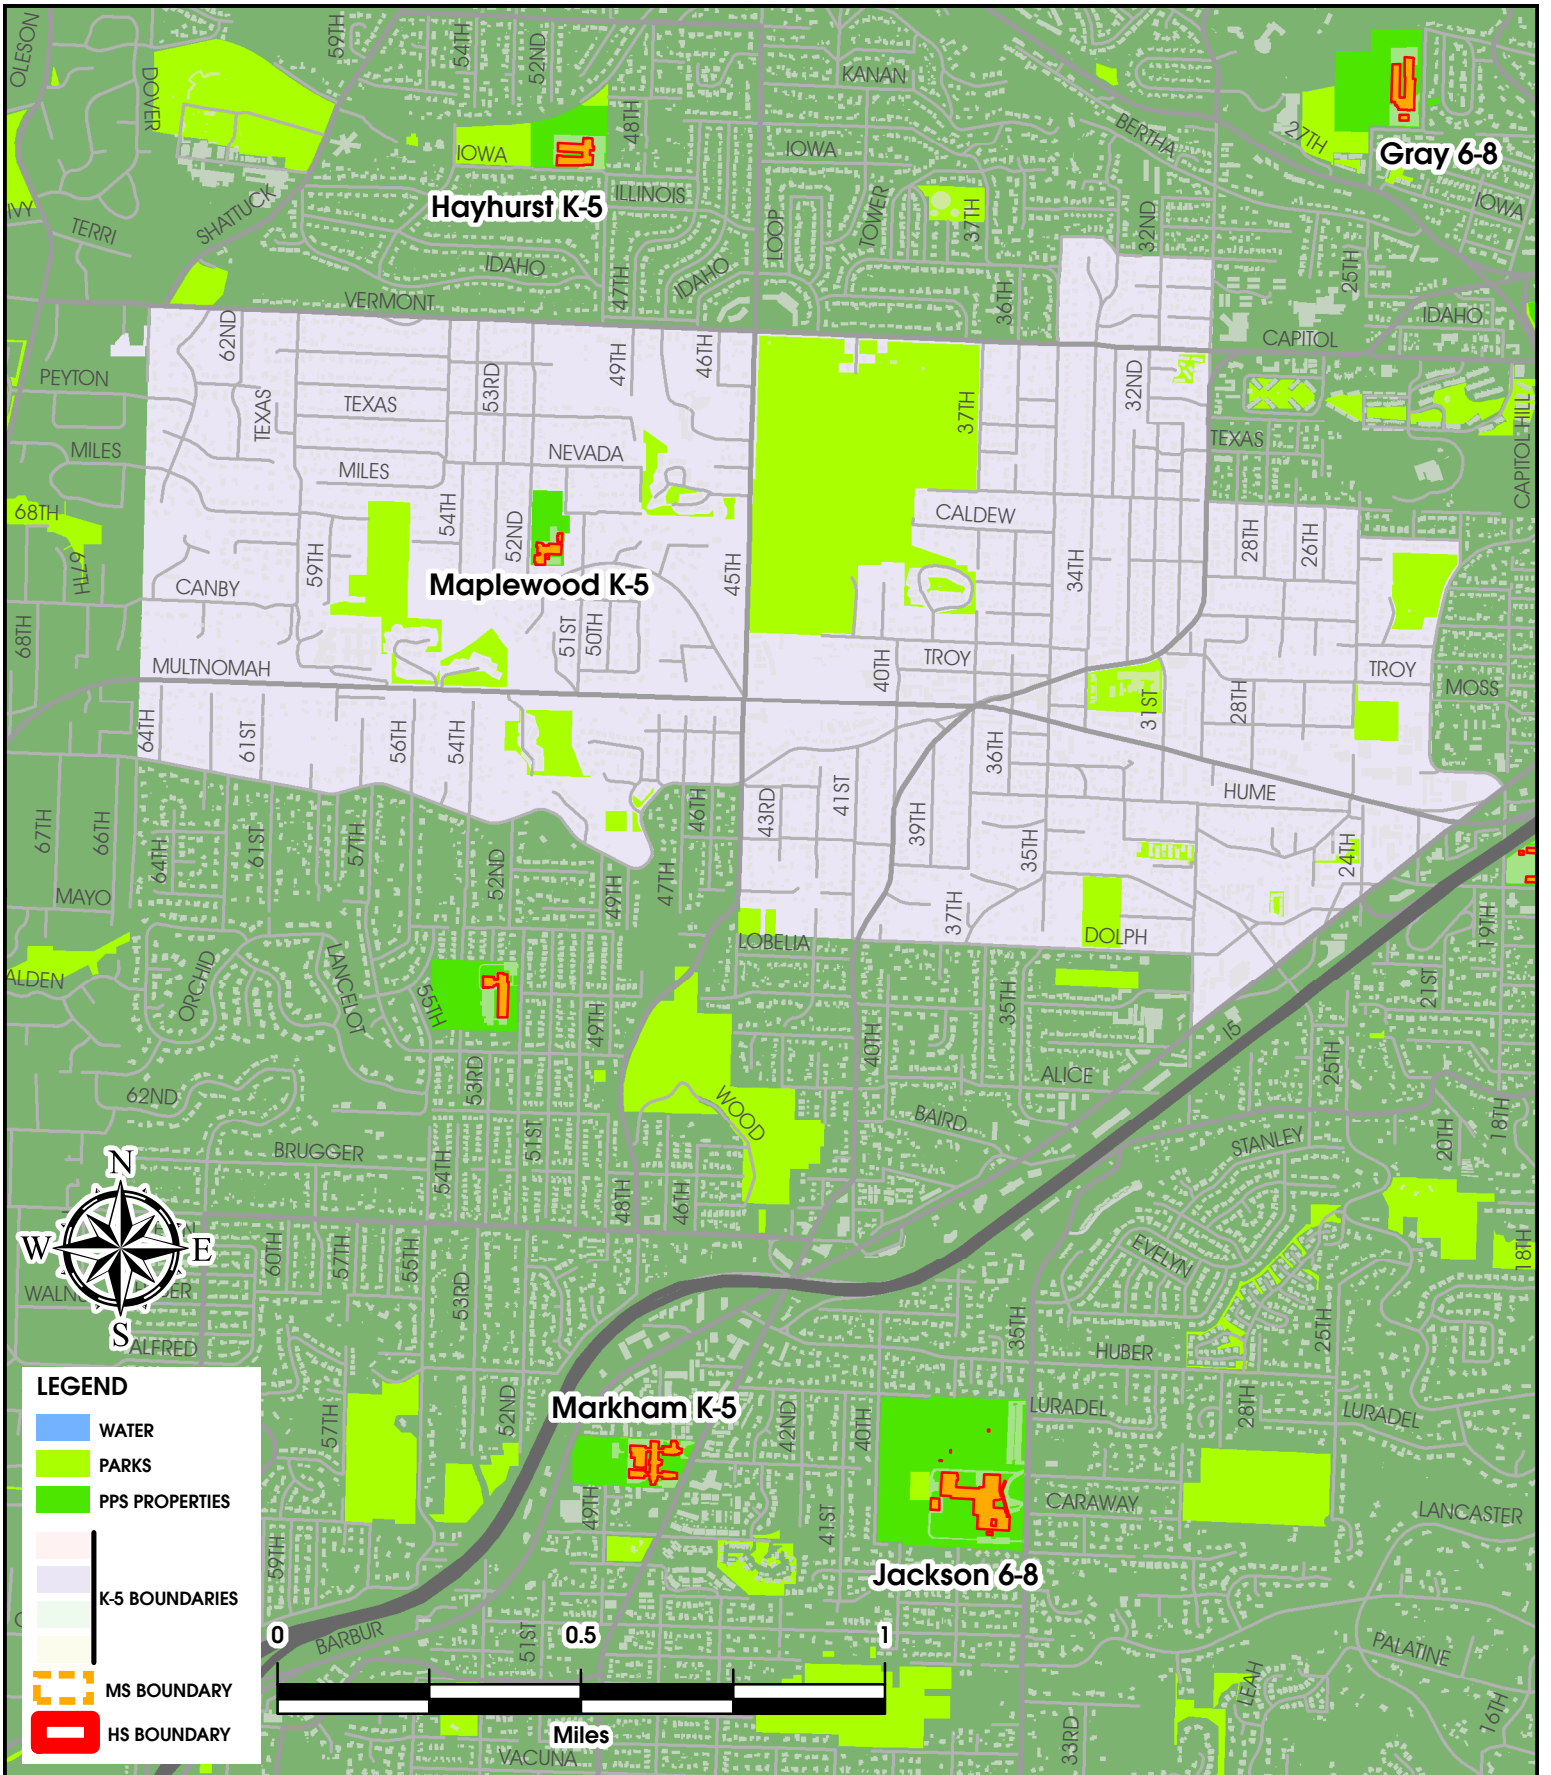 OLESON
DOVER
59TH
54TH
52ND
KANAN
BERTHA
27TH
Gray 6-8
IOWA
48TH
IOWA
ILLINOIS
Hayhurst K-5
IVY
TERRI
SHATTUCK
LOOP
TOWER
37TH
32ND
IOWA
IDAHO
47TH
IDAHO
VERMONT
36TH
25TH
IDAHO
CAPITOL
62ND
PEYTON
TEXAS
TEXAS
53RD
49TH
46TH
37TH
32ND
TEXAS
CAPITOL HILL
MILES
MILES
NEVADA
68TH
67TH
54TH
52ND
CALDEW
28TH
26TH
59TH
CANBY
Maplewood K-5
45TH
34TH
68TH
51ST
50TH
MULTNOMAH
40TH
TROY
TROY
MOSS
64TH
61ST
56TH
54TH
31ST
28TH
36TH
HUME
67TH
66TH
64TH
61ST
57TH
52ND
49TH
47TH
46TH
43RD
41ST
39TH
35TH
24TH
MAYO
37TH
LOBELIA
DOLPH
19TH
ALDEN
ORCHID
LANCELOT
55TH
49TH
35TH
21ST
40TH
I5
62ND
53RD
ALICE
25TH
WOOD
BAIRD
18TH
20TH
STANLEY
BRUGGER
54TH
51ST
48TH
46TH
N
W
E
S
60TH
57TH
55TH
53RD
EVELYN
18TH
ALFRED
35TH
HUBER
25TH
LEGEND
WATER
PARKS
PPS PROPERTIES
K-5 BOUNDARIES
MS BOUNDARY
HS BOUNDARY
57TH
52ND
Markham K-5
42ND
40TH
LURADEL
28TH
LURADEL
49TH
41ST
CARAWAY
LANCASTER
59TH
Jackson 6-8
BARBUR
51ST
0
0.5
1
Miles
VACUNA
33RD
LEAH
PALATINE
16TH